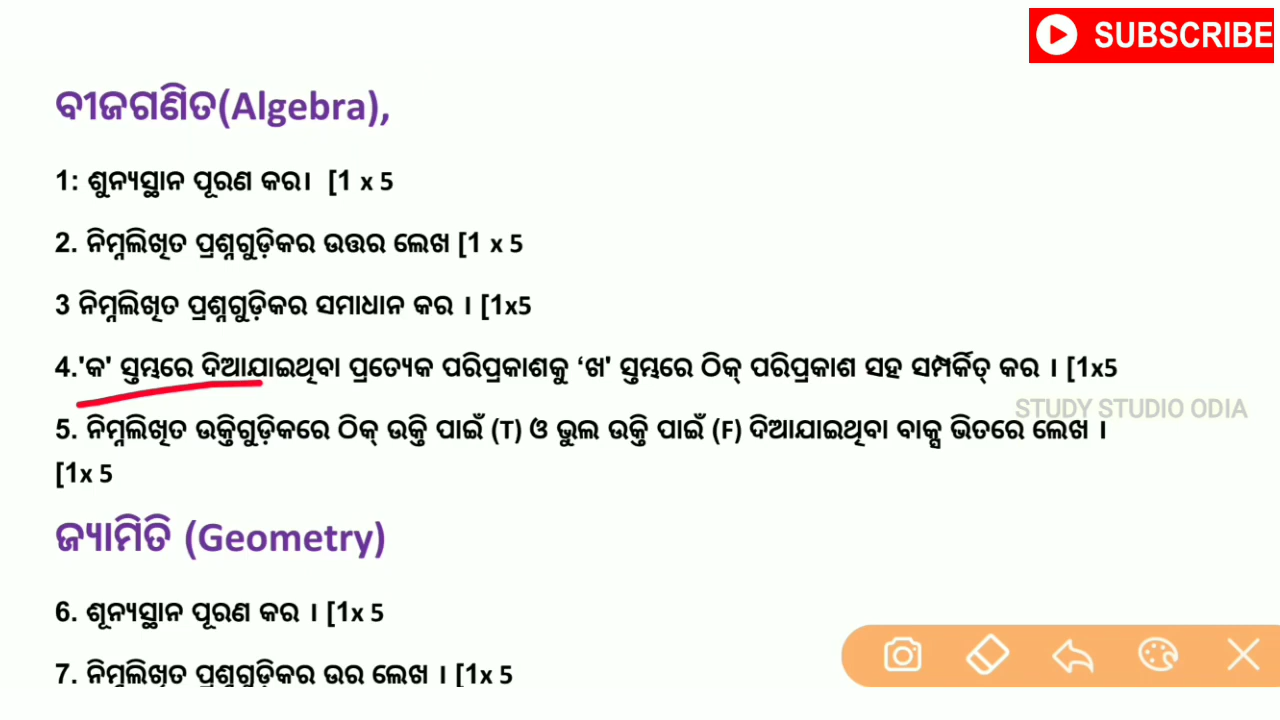 SUBSCRIBE
ବୀଜଗଣିତ(Algebra),
1: ଶୁନ୍ୟସ୍ଥାନ ପୂରଣ କର। [1 x 5
2. ନିମ୍ନଲିଖିତ ପ୍ରଶ୍ନଗୁଡ଼ିକର ଉତ୍ତର ଲେଖ [1 x 5
3 ନିମ୍ନଲିଖିତ ପ୍ରଶ୍ନଗୁଡ଼ିକର ସମାଧାନ କର । [1x5
4.'କ' ସ୍ତମ୍ଭରେ ଦିଆଯାଇଥିବା ପ୍ରତ୍ୟେକ ପରିପ୍ରକାଶକୁ ‘ଖ' ସ୍ତମ୍ଭରେ ଠିକ୍ ପରିପ୍ରକାଶ ସହ ସମ୍ପର୍କିତ୍ କର । [1x5
STUDY STUDIO ODIA
5. ନିମ୍ନଲିଖିତ ଉକ୍ତିଗୁଡ଼ିକରେ ଠିକ୍ ଉକ୍ତି ପାଇଁ (T) ଓ ଭୁଲ ଉକ୍ତି ପାଇଁ (F) ଦିଆଯାଇଥିବା ବାକ୍ସ ଭିତରେ ଲେଖ ।
[1x 5
ଜ୍ୟାମିତି (Geometry)
6. ଶୂନ୍ୟସ୍ଥାନ ପୂରଣ କର । [1x 5
7. ନିମ୍ନଲିଖିତ ପ୍ରଶ୍ନଗୁଡ଼ିକର ଉର ଲେଖ । [1x 5